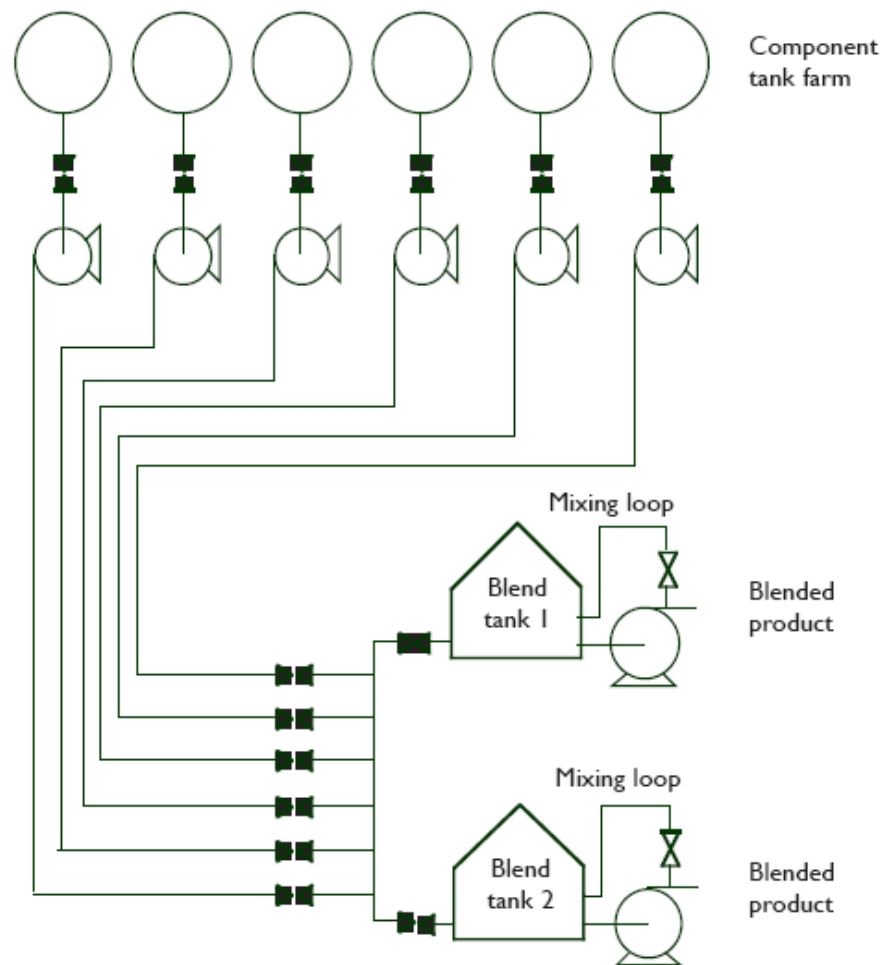 Component
tank farm
Mixing loop
Blend
tank 1
Blended
product
Mixing loop
Blend
tank 2
Blended
product